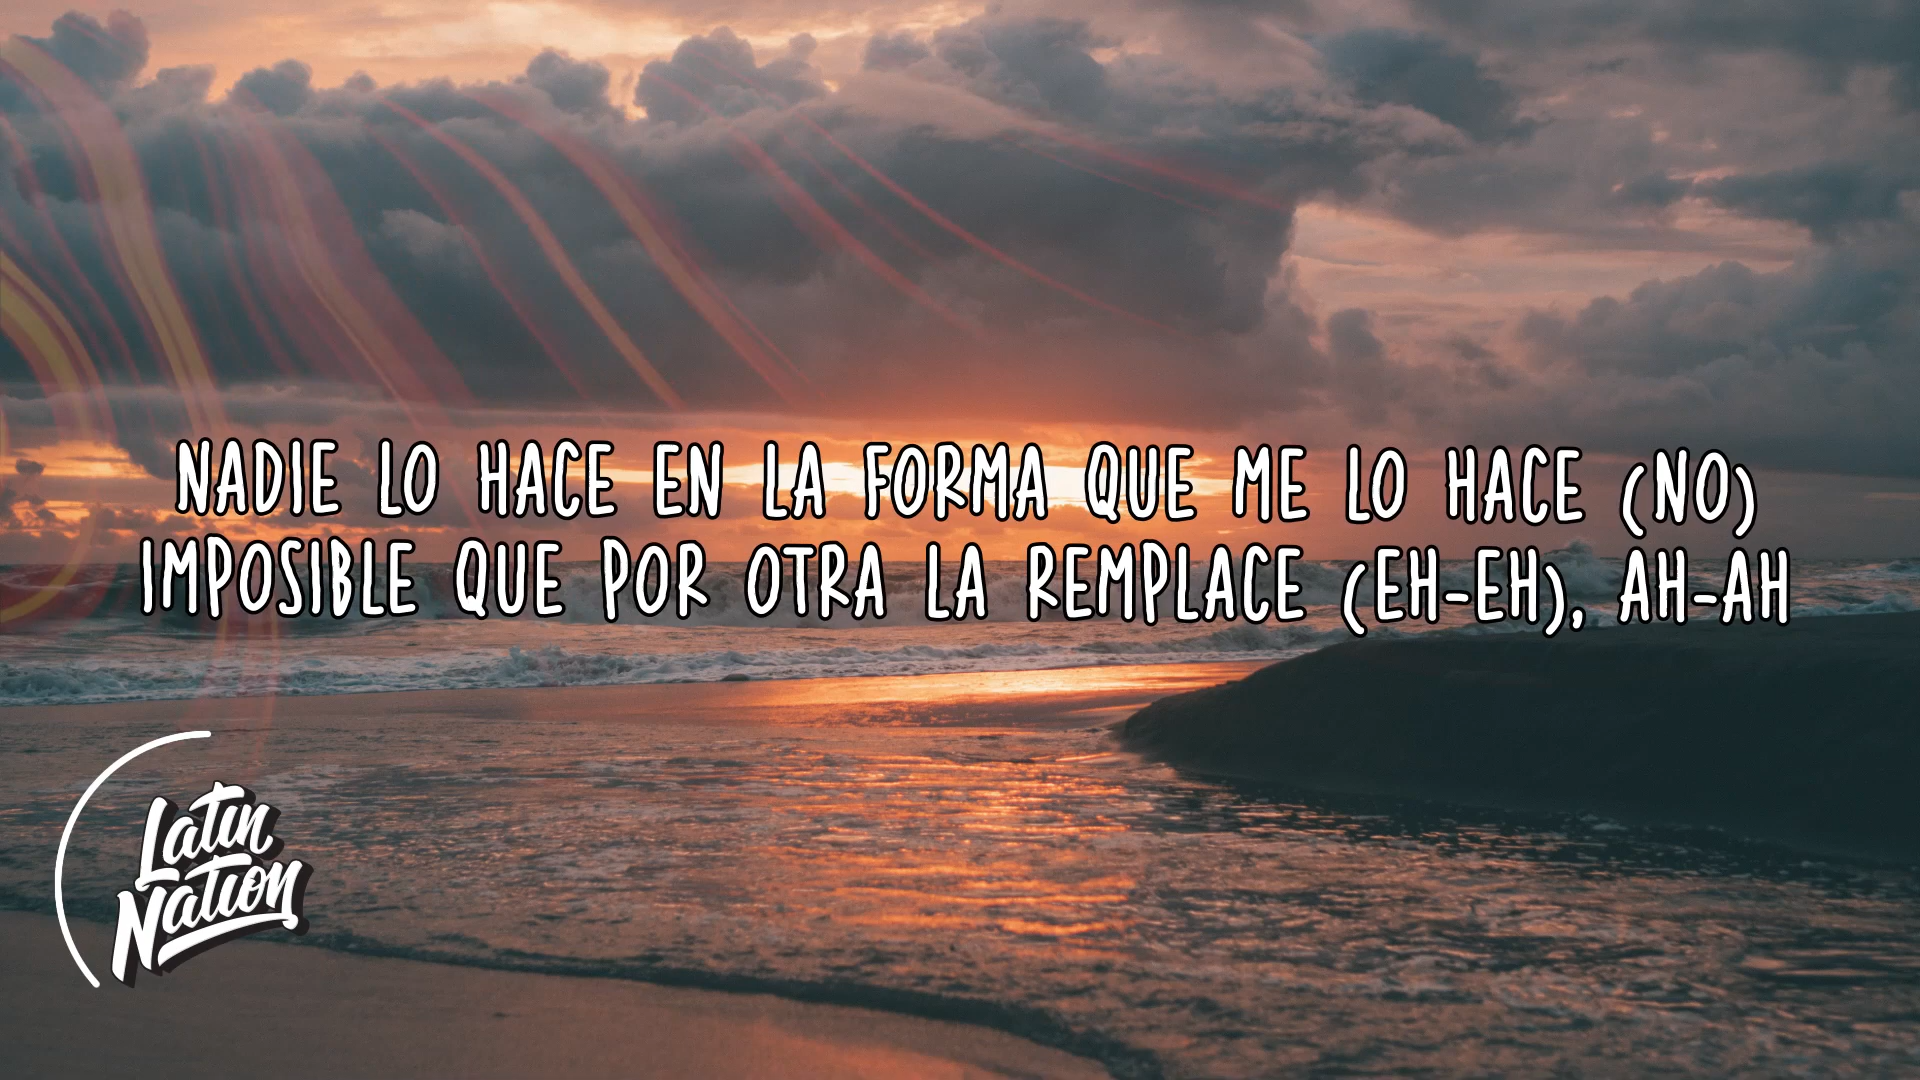 NADIE LO HACE EN LA FORMA QUE ME LO HACE (NO)
IMPOSIBLE QUE POR OTRA LA REMPLACE (EH-EH), AH-AH
Latin
Nation